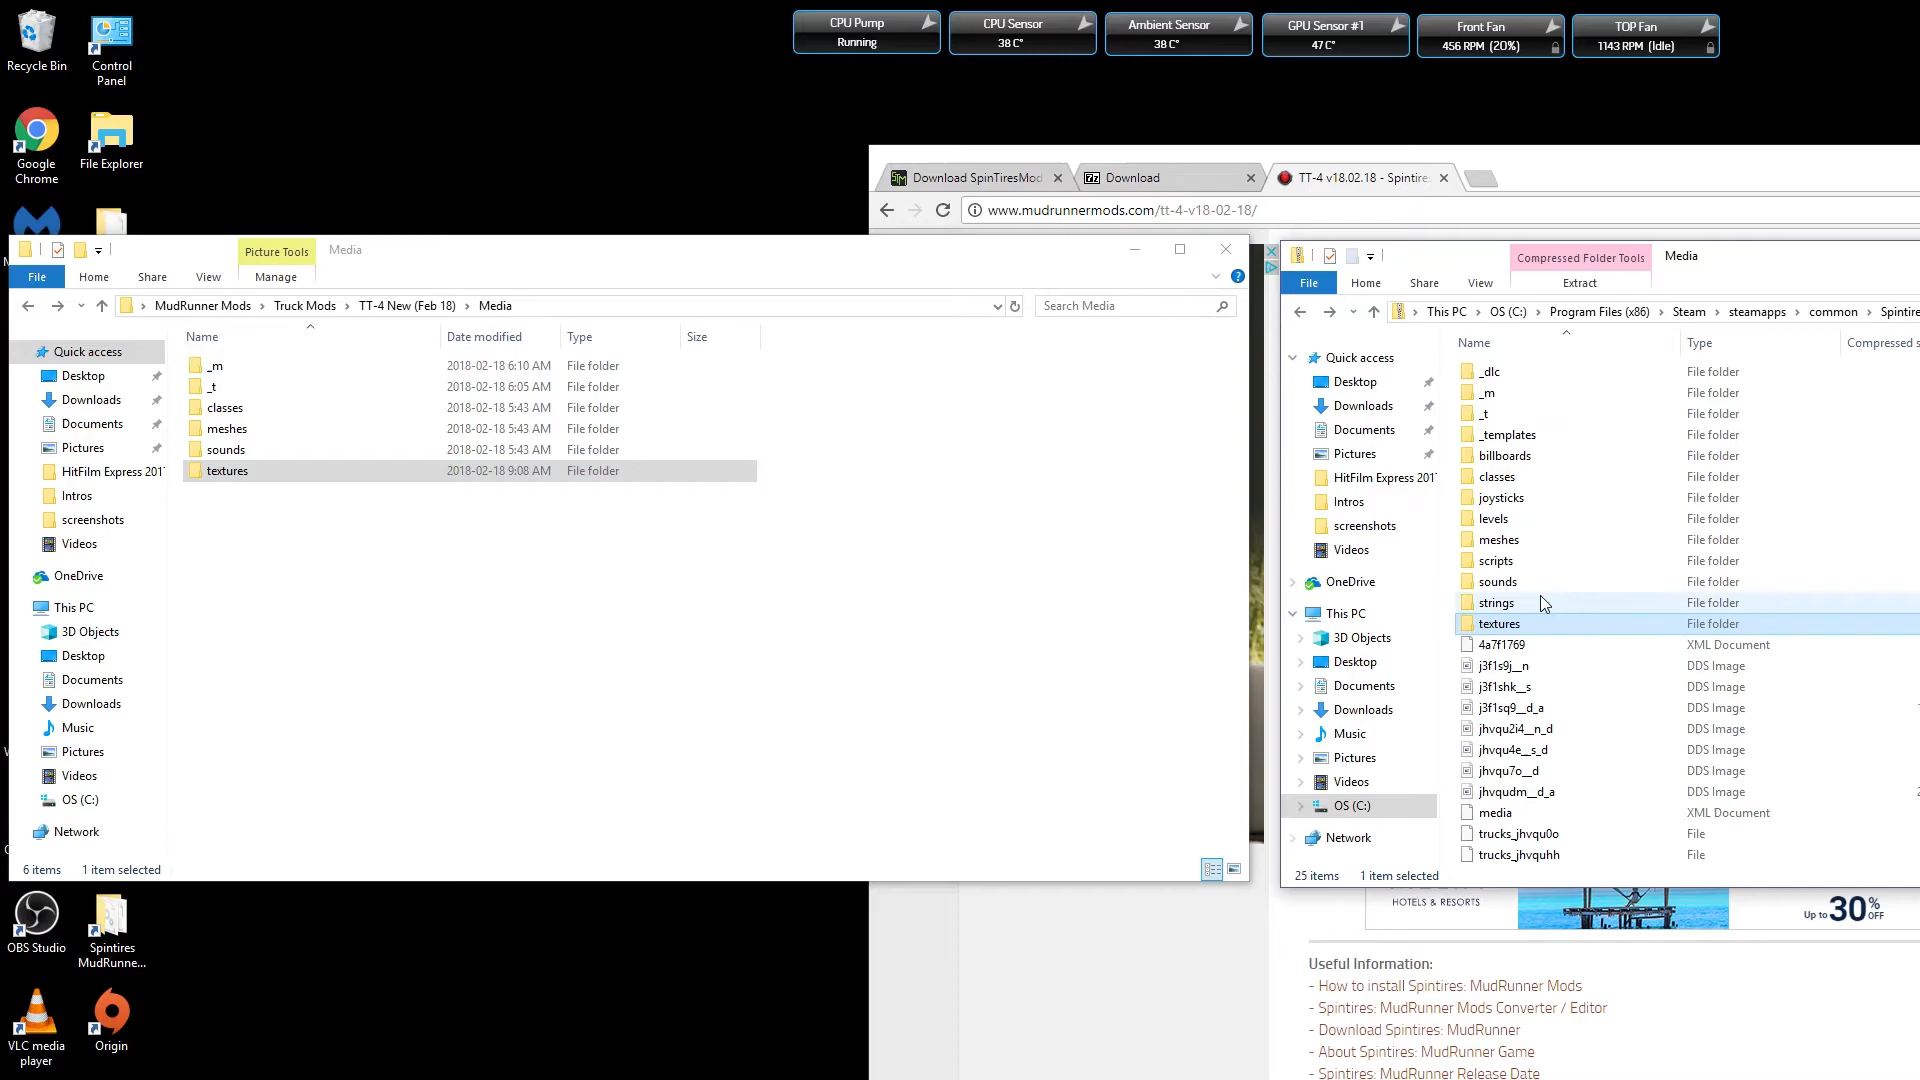 Recycle Bin
Control
Panel
CPU Pump
Running
CPU Sensor
38 C°
Ambient Sensor
38 C°
GPU Sensor #1
47 C°
Front Fan
456 RPM (20%)
TOP Fan
1143 RPM (Idle)
Google
Chrome
File Explorer
Download SpinTiresMod
Download
TT-4 v18.02.18 - Spintire
www.mudrunnermods.com/tt-4-v18-02-18/
Picture Tools
Media
File
Home
Share
View
Manage
MudRunner Mods
Truck Mods
TT-4 New (Feb 18)
Media
Search Media
Name
Date modified
Type
Size
Quick access
Desktop
Downloads
Documents
Pictures
HitFilm Express 201
Intros
screenshots
Videos
OneDrive
This PC
3D Objects
Desktop
Documents
Downloads
Music
Pictures
Videos
OS (C:)
Network
_m 2018-02-18 6:10 AM File folder
_t 2018-02-18 6:05 AM File folder
classes 2018-02-18 5:43 AM File folder
meshes 2018-02-18 5:43 AM File folder
sounds 2018-02-18 5:43 AM File folder
textures 2018-02-18 9:08 AM File folder
6 items
1 item selected
Compressed Folder Tools
Media
File
Home
Share
View
Extract
This PC
OS (C:)
Program Files (x86)
Steam
steamapps
common
Spintire
Name
Type
Compressed s
Quick access
Desktop
Downloads
Documents
Pictures
HitFilm Express 201
Intros
screenshots
Videos
OneDrive
This PC
3D Objects
Desktop
Documents
Downloads
Music
Pictures
Videos
OS (C:)
Network
_dlc File folder
_m File folder
_t File folder
_templates File folder
billboards File folder
classes File folder
joysticks File folder
levels File folder
meshes File folder
scripts File folder
sounds File folder
strings File folder
textures File folder
4a7f1769 XML Document
j3f1s9j__n DDS Image
j3f1shk__s DDS Image
j3f1sq9__d_a DDS Image
jhvqu2i4__n_d DDS Image
jhvqu4e__s_d DDS Image
jhvqu7o__d DDS Image
jhvqudm__d_a DDS Image
media XML Document
trucks_jhvqu0o File
trucks_jhvquhh File
25 items
1 item selected
HOTELS & RESORTS
Up to 30% OFF
Useful Information:
- How to install Spintires: MudRunner Mods
- Spintires: MudRunner Mods Converter / Editor
- Download Spintires: MudRunner
- About Spintires: MudRunner Game
- Spintires: MudRunner Release Date
OBS Studio
Spintires
MudRunne...
VLC media
player
Origin